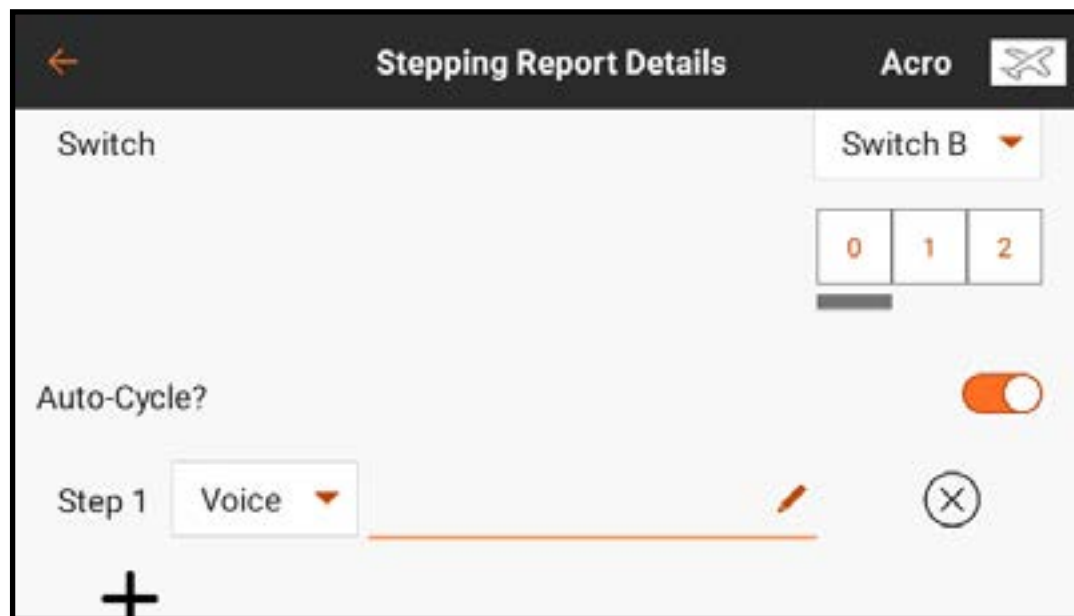 Stepping Report Details Acro
Switch Switch B
0 1 2
Auto-Cycle?
Step 1 Voice